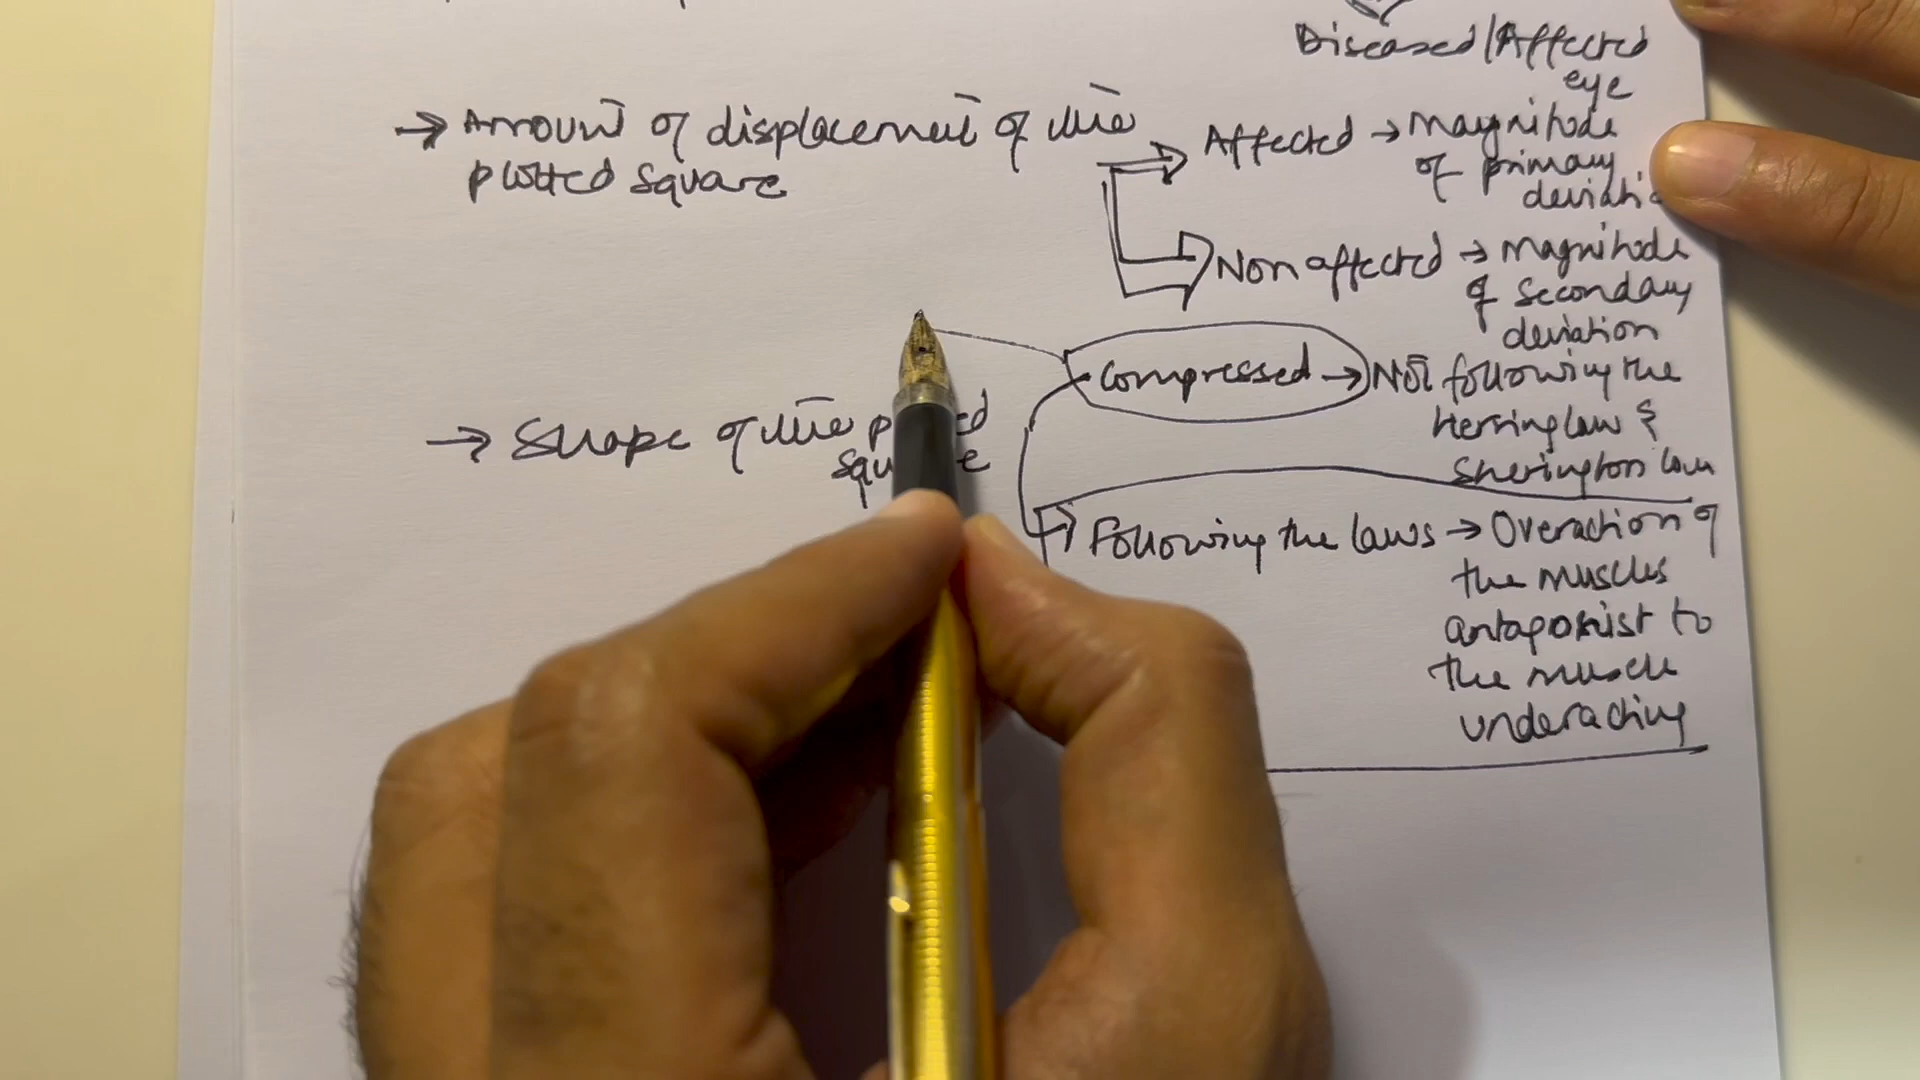 Diseased/Affected
eye
→ Amount of displacement of the
plotted square
Affected → Magnitude
of primary
deviatio
Non affected → Magnitude
of secondary
deviation
compressed → Not following the
Herring law &
Sherington law
→ Shape of the
Following the laws → Overaction of
the muscles
antagonist to
the muscle
underacting